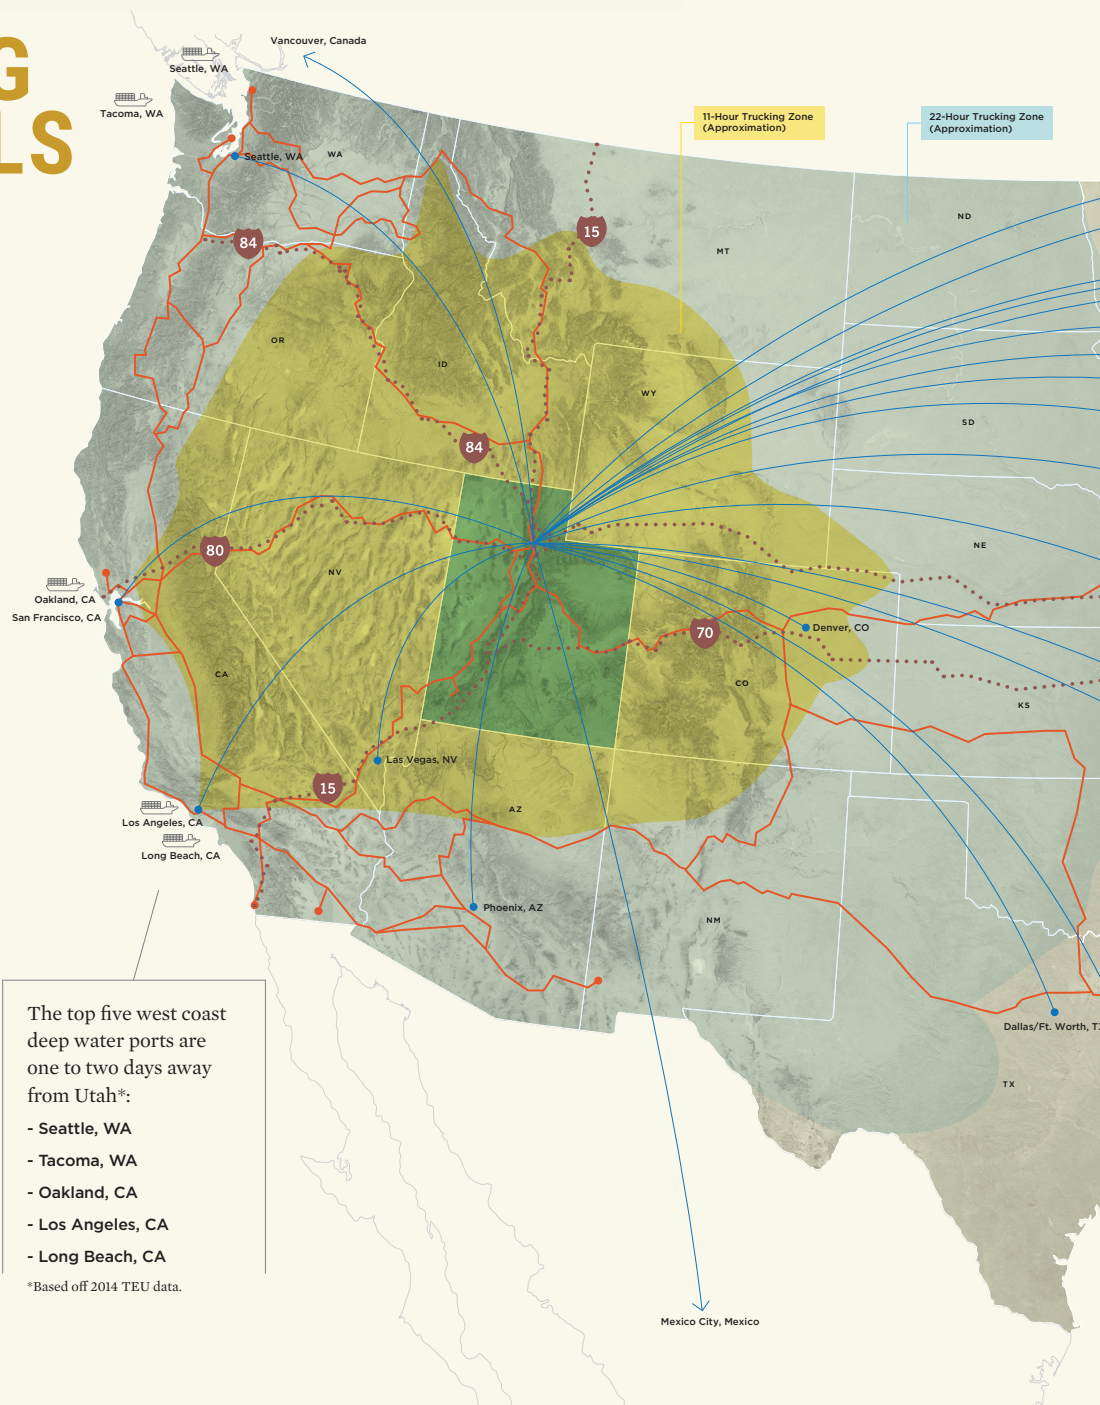 G
LS
Vancouver, Canada
Seattle, WA
Tacoma, WA
11-Hour Trucking Zone
(Approximation)
22-Hour Trucking Zone
(Approximation)
Seattle, WA
WA
ND
15
84
MT
OR
ID
WY
SD
84
80
NV
NE
Oakland, CA
San Francisco, CA
Denver, CO
70
CA
CO
KS
Las Vegas, NV
15
AZ
Los Angeles, CA
Long Beach, CA
Phoenix, AZ
NM
Dallas/Ft. Worth, TX
TX
The top five west coast
deep water ports are
one to two days away
from Utah*:
- Seattle, WA
- Tacoma, WA
- Oakland, CA
- Los Angeles, CA
- Long Beach, CA
*Based off 2014 TEU data.
Mexico City, Mexico